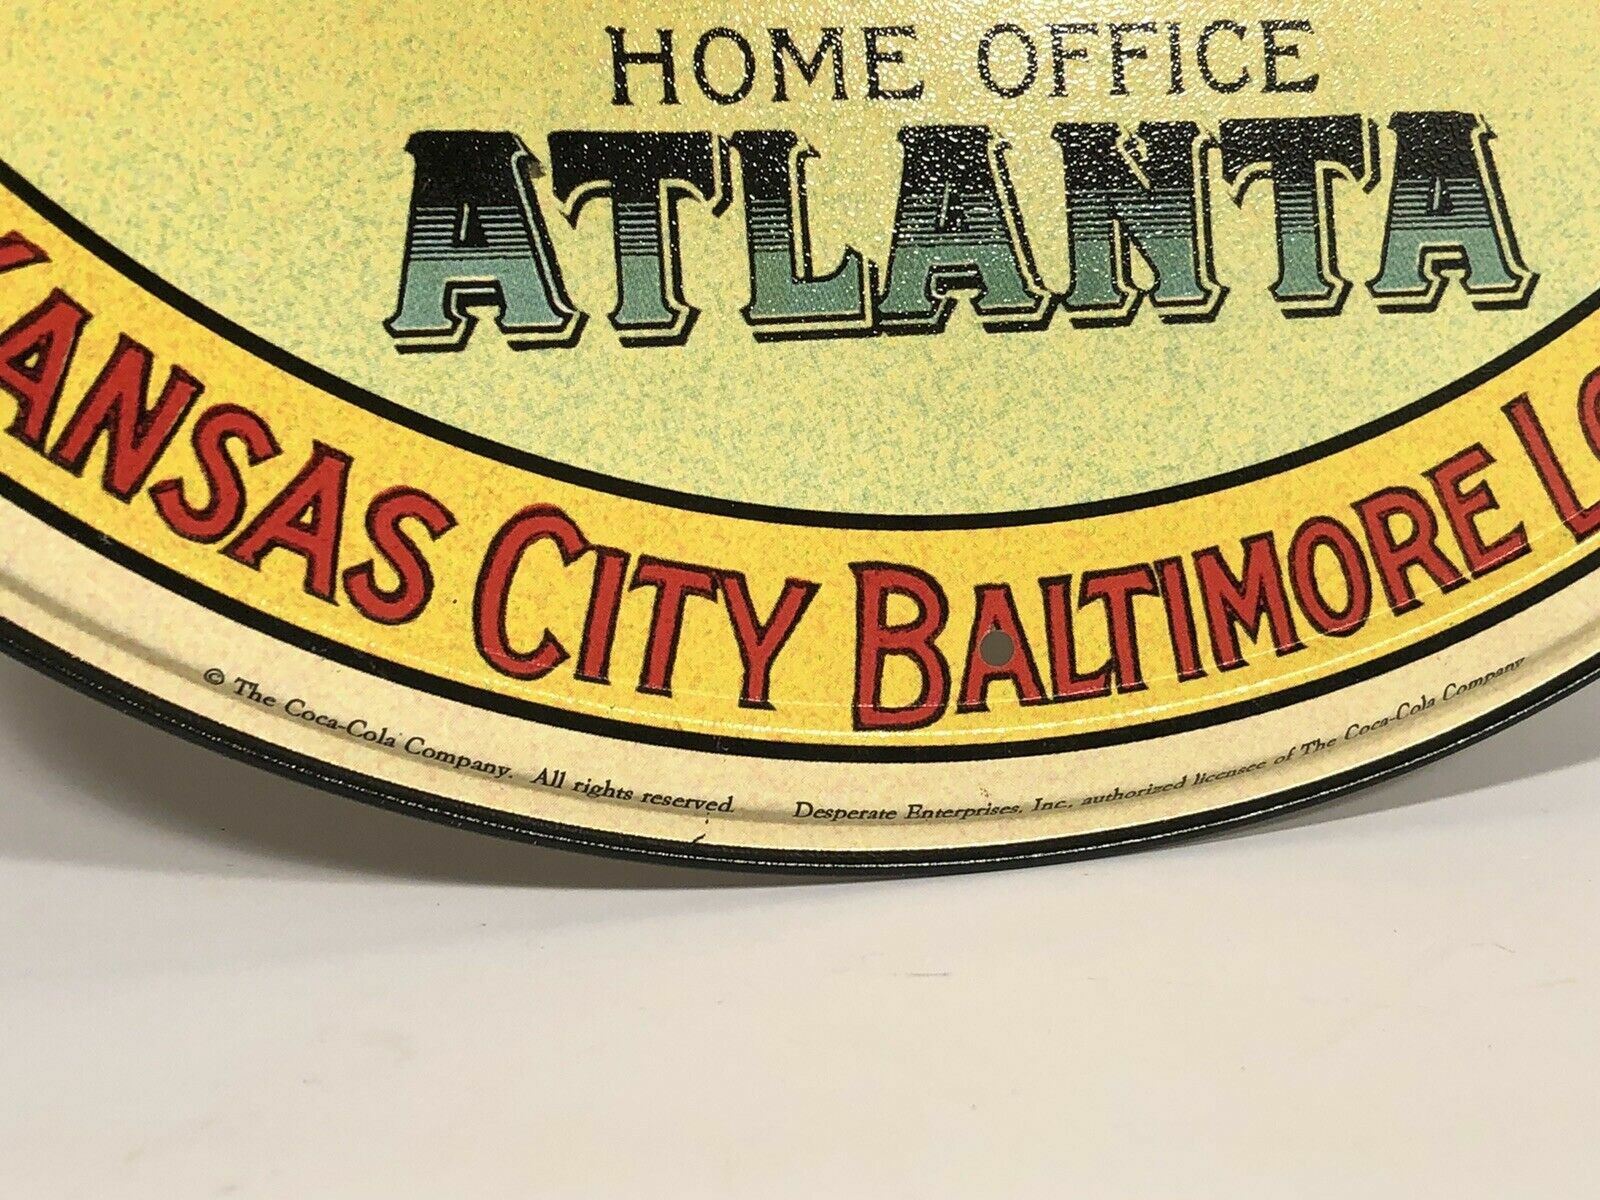 HOME OFFICE
ATLANTA
KANSAS CITY BALTIMORE
© The Coca-Cola Company. All rights reserved.
Desperate Enterprises, Inc., authorized licensee of The Coca-Cola Company